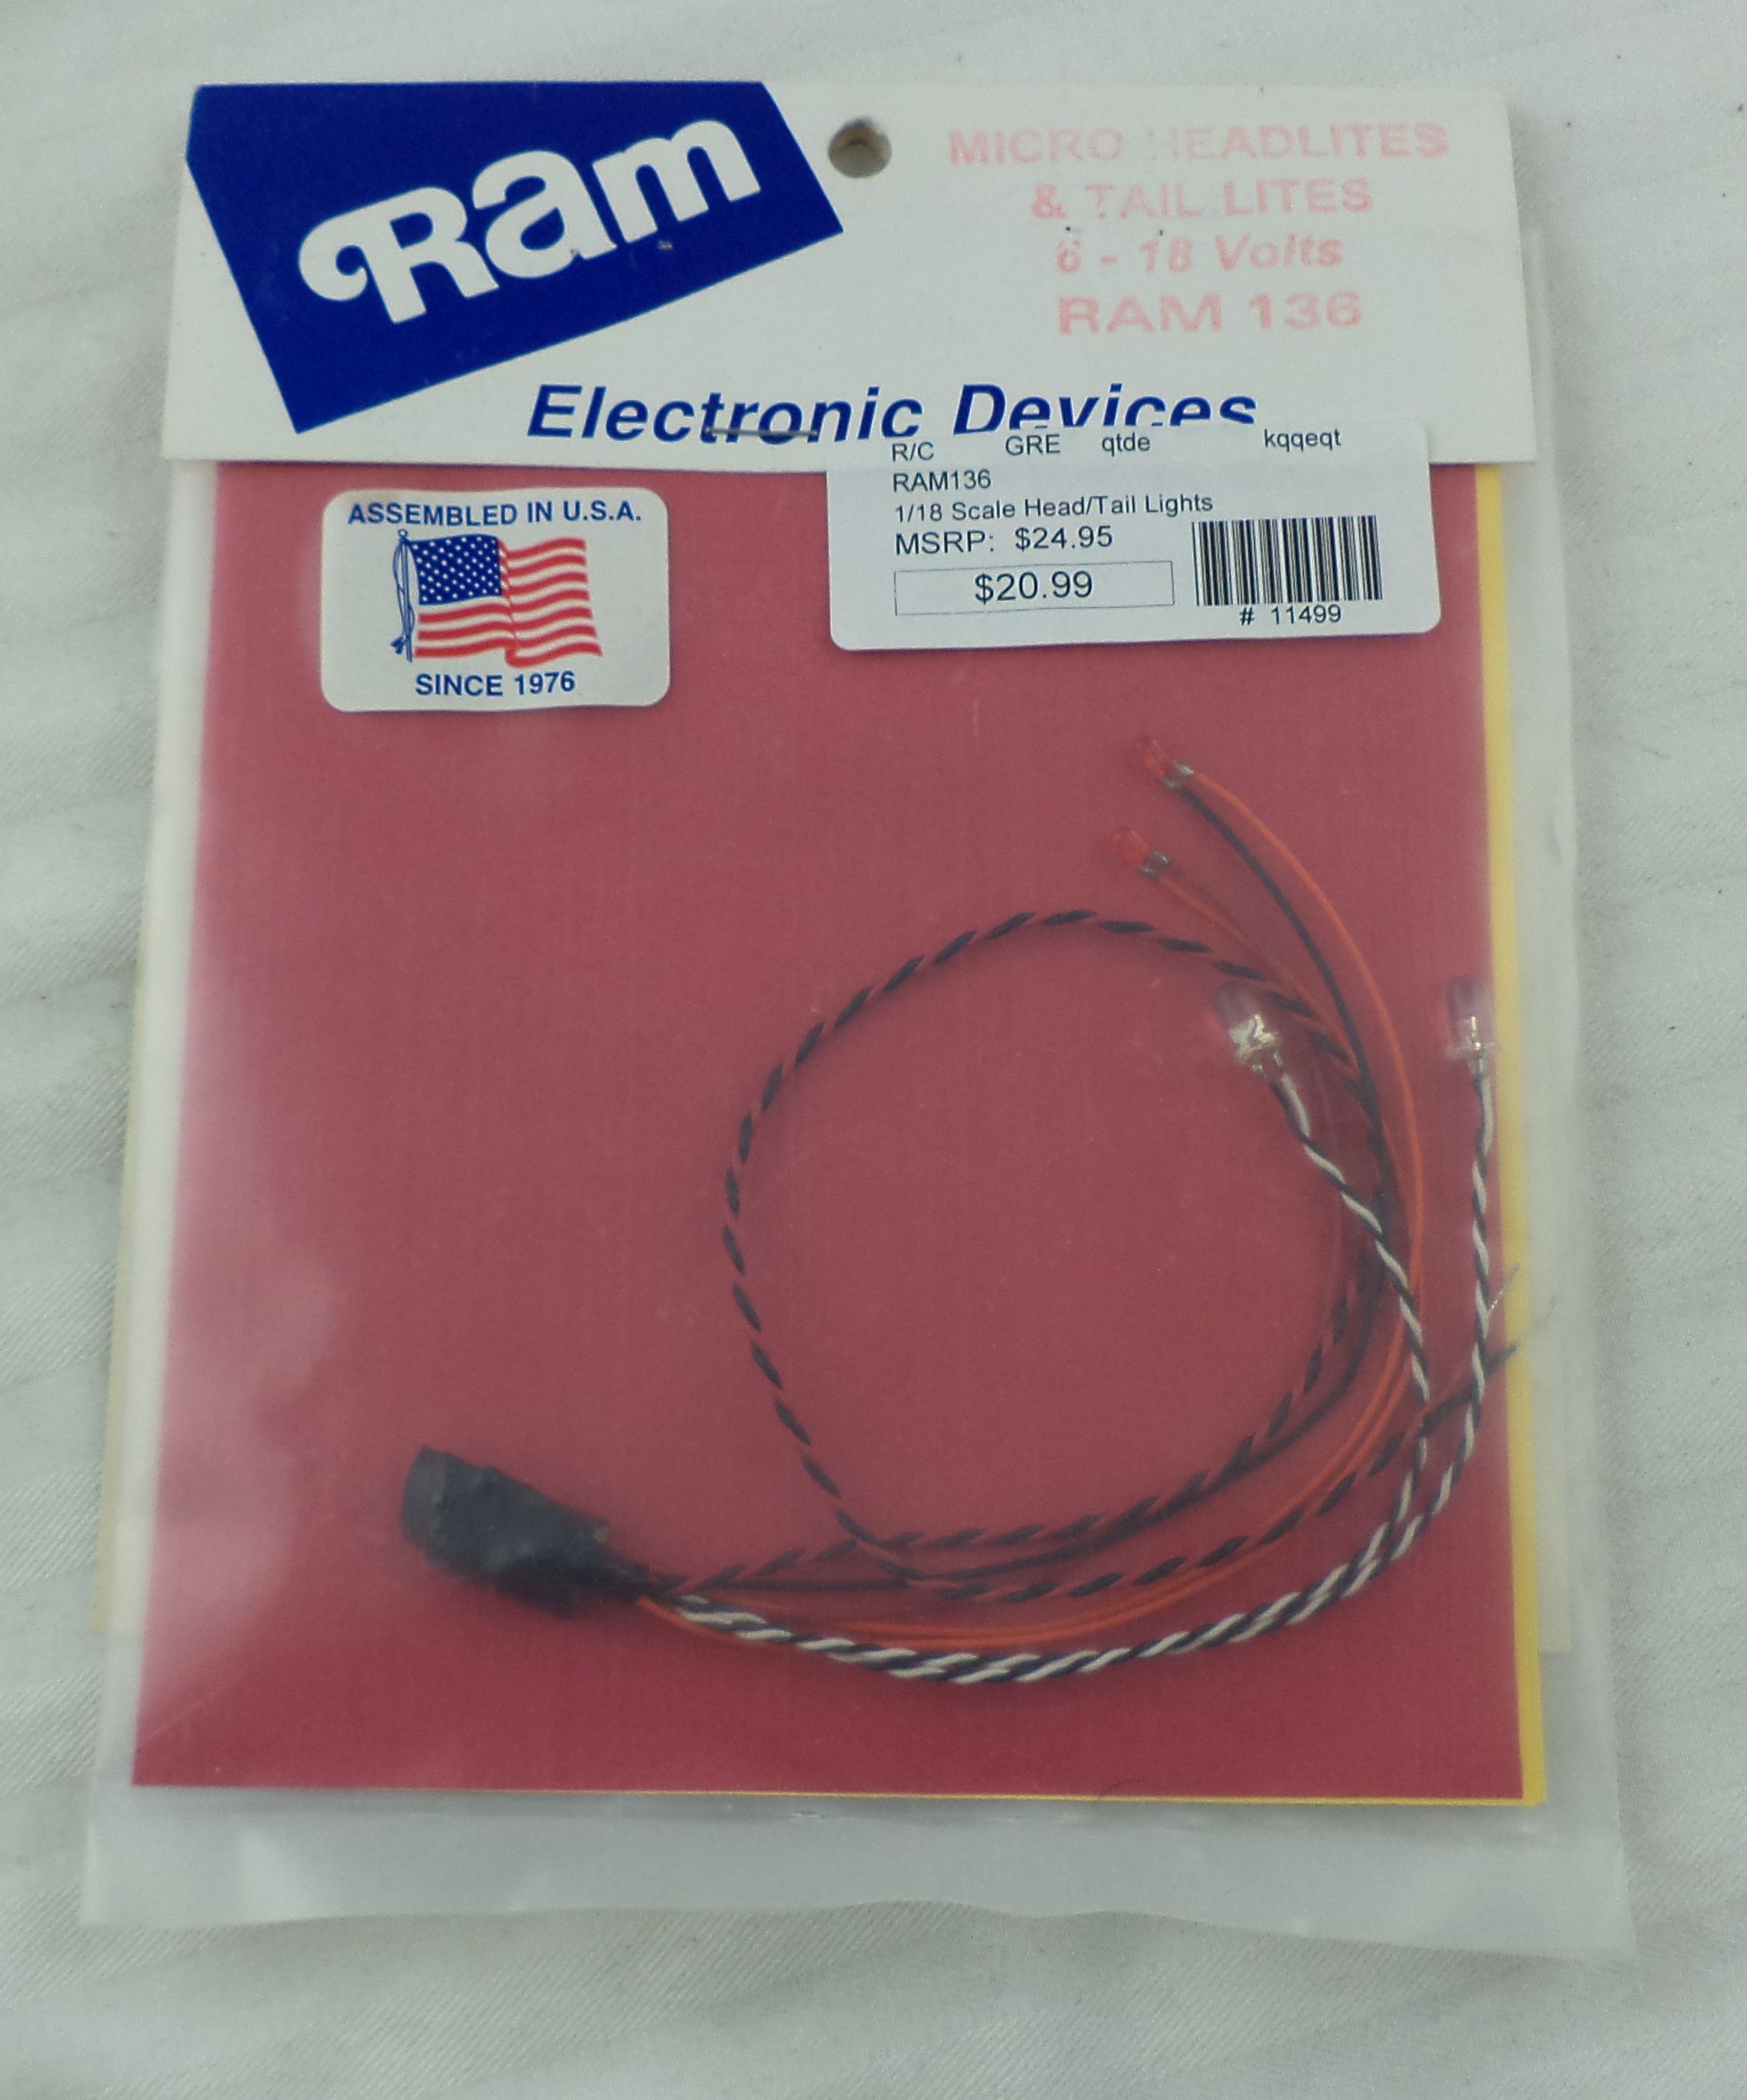 Ram
MICRO HEADLITES
& TAIL LITES
6 - 18 Volts
RAM 136
Electronic Devices
R/C GRE qtde kqqeqt
RAM136
1/18 Scale Head/Tail Lights
MSRP: $24.95
$20.99
# 11499
ASSEMBLED IN U.S.A.
SINCE 1976